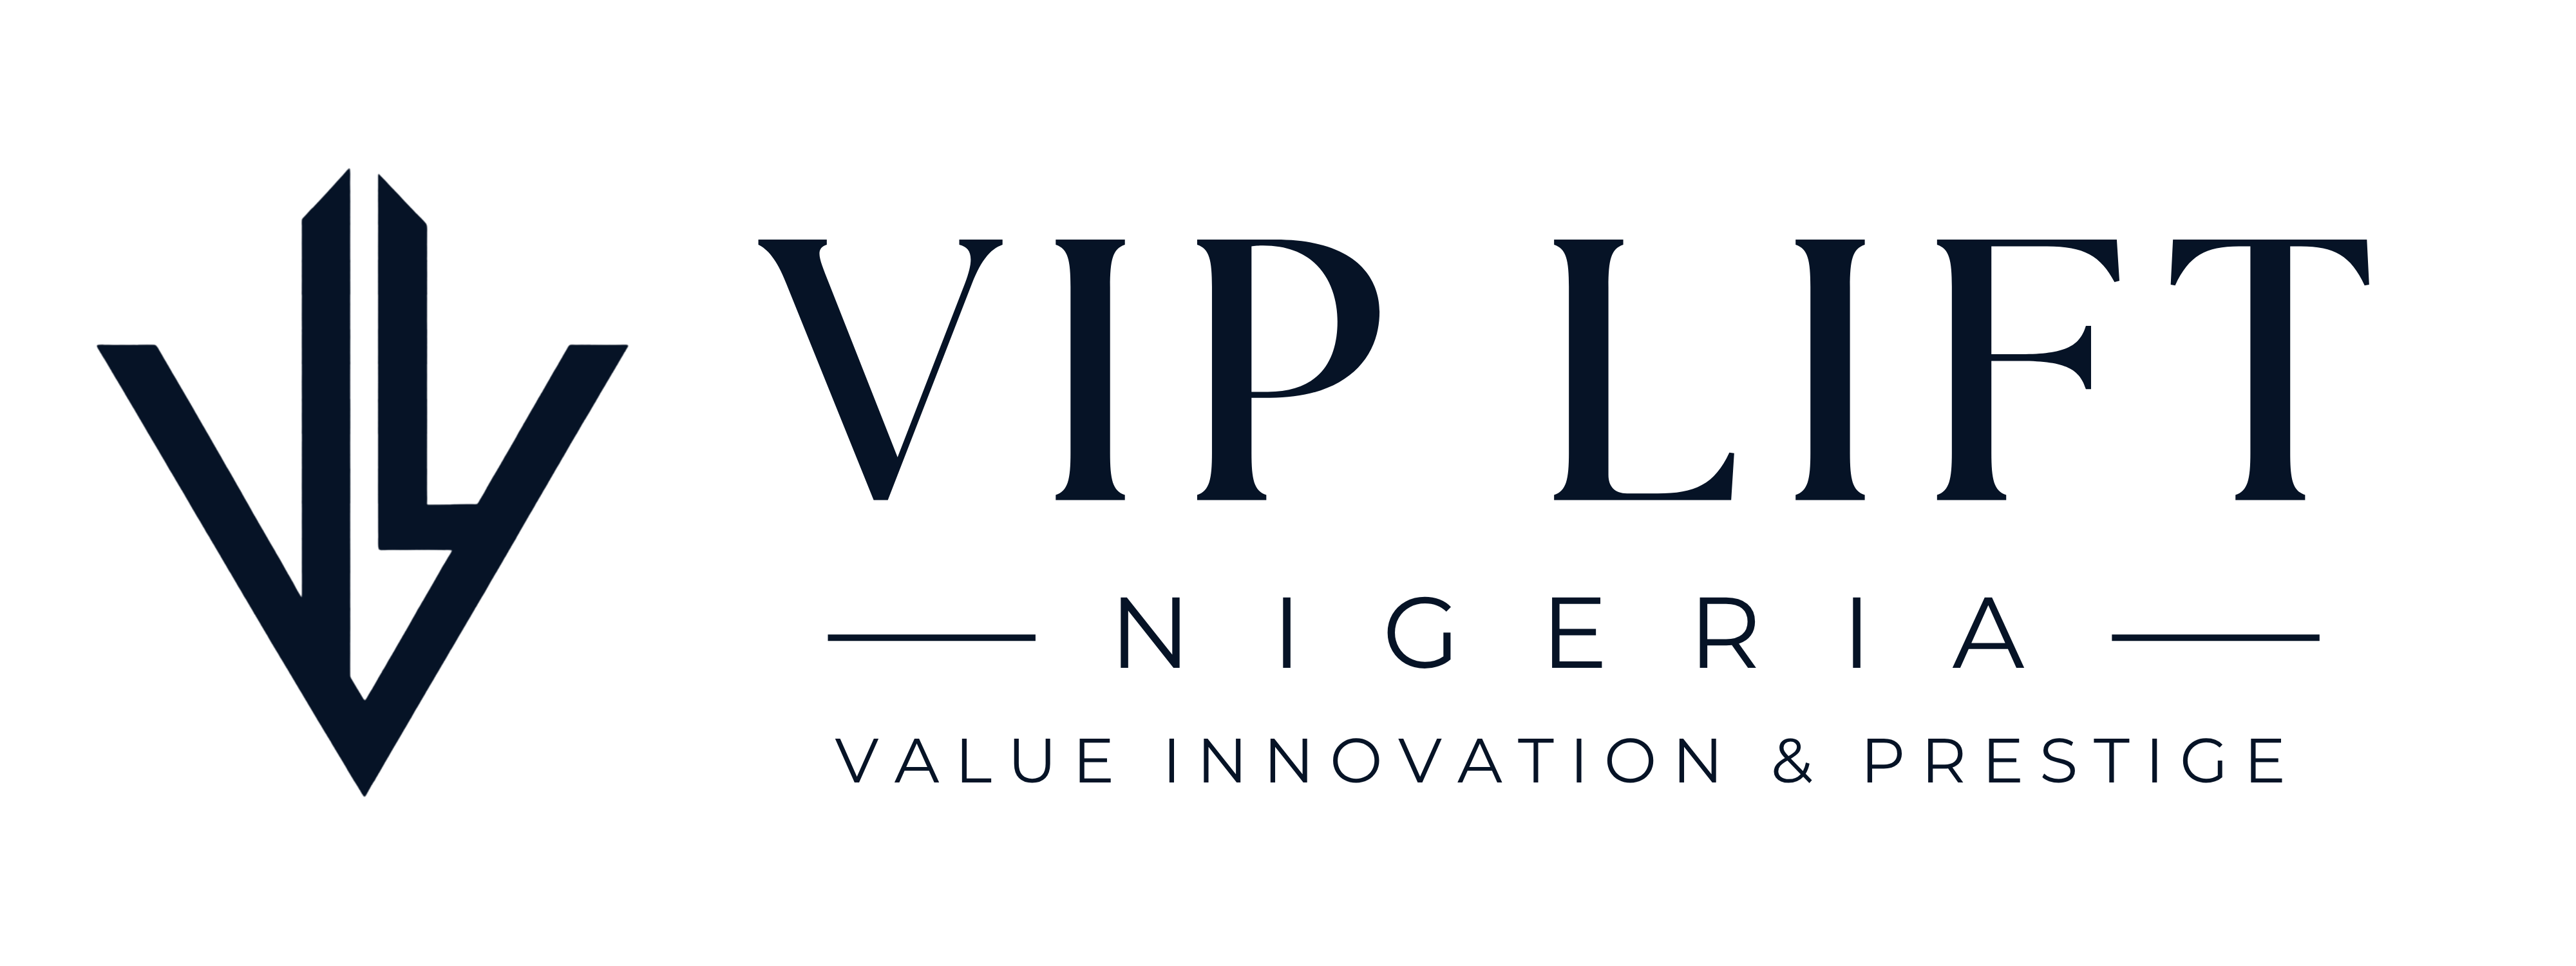 VIP LIFT
NIGERIA
VALUE INNOVATION & PRESTIGE